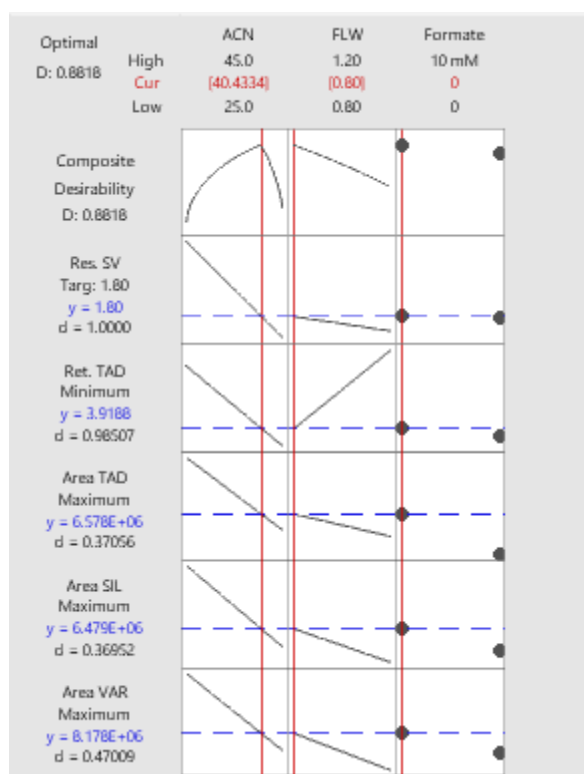 Optimal
D: 0.8818
High
Cur
Low
ACN
45.0
[40.4334]
25.0
FLW
1.20
[0.80]
0.80
Formate
10 mM
0
0
Composite
Desirability
D: 0.8818
Res. SV
Targ: 1.80
y = 1.80
d = 1.0000
Ret. TAD
Minimum
y = 3.9188
d = 0.98507
Area TAD
Maximum
y = 6.578E+06
d = 0.37056
Area SIL
Maximum
y = 6.479E+06
d = 0.36952
Area VAR
Maximum
y = 8.178E+06
d = 0.47009